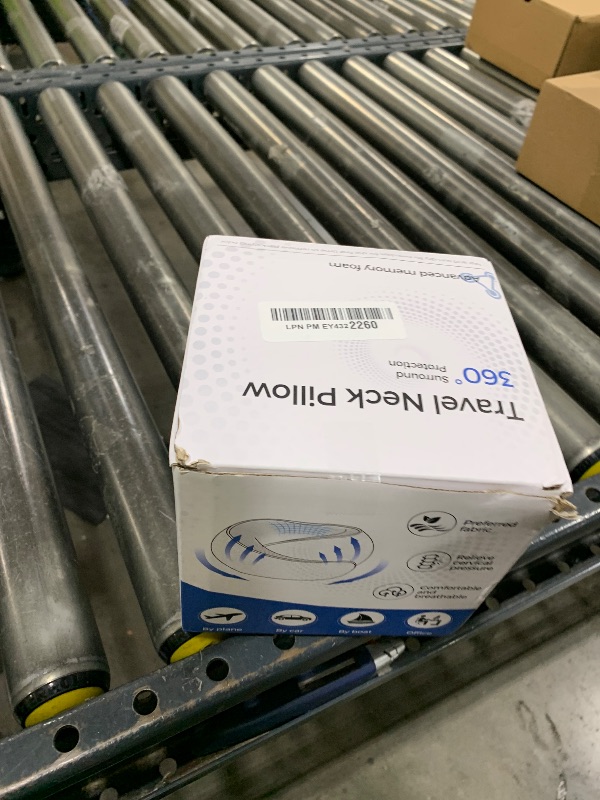 Travel Neck Pillow
360° Surround
Protection
LPN PM EY4322260
advanced memory foam
Preferred
fabric
Relieve
cervical
pressure
Comfortable
and
breathable
By plane
By car
By boat
Office